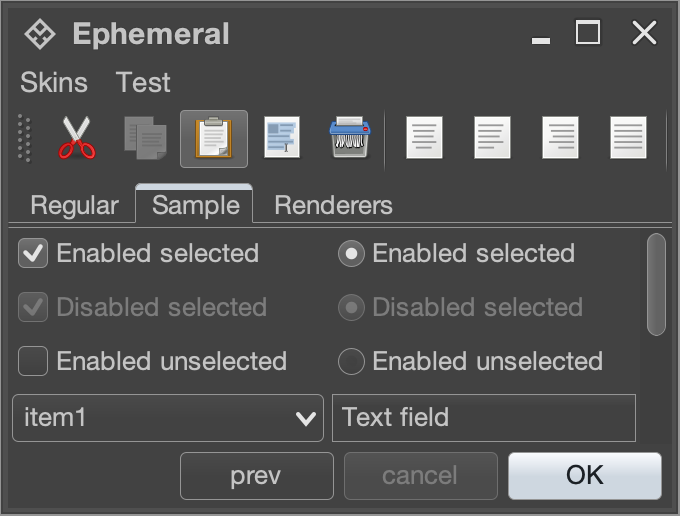 Ephemeral
Skins Test
Regular Sample Renderers
Enabled selected Enabled selected
Disabled selected Disabled selected
Enabled unselected Enabled unselected
item1 Text field
prev cancel OK